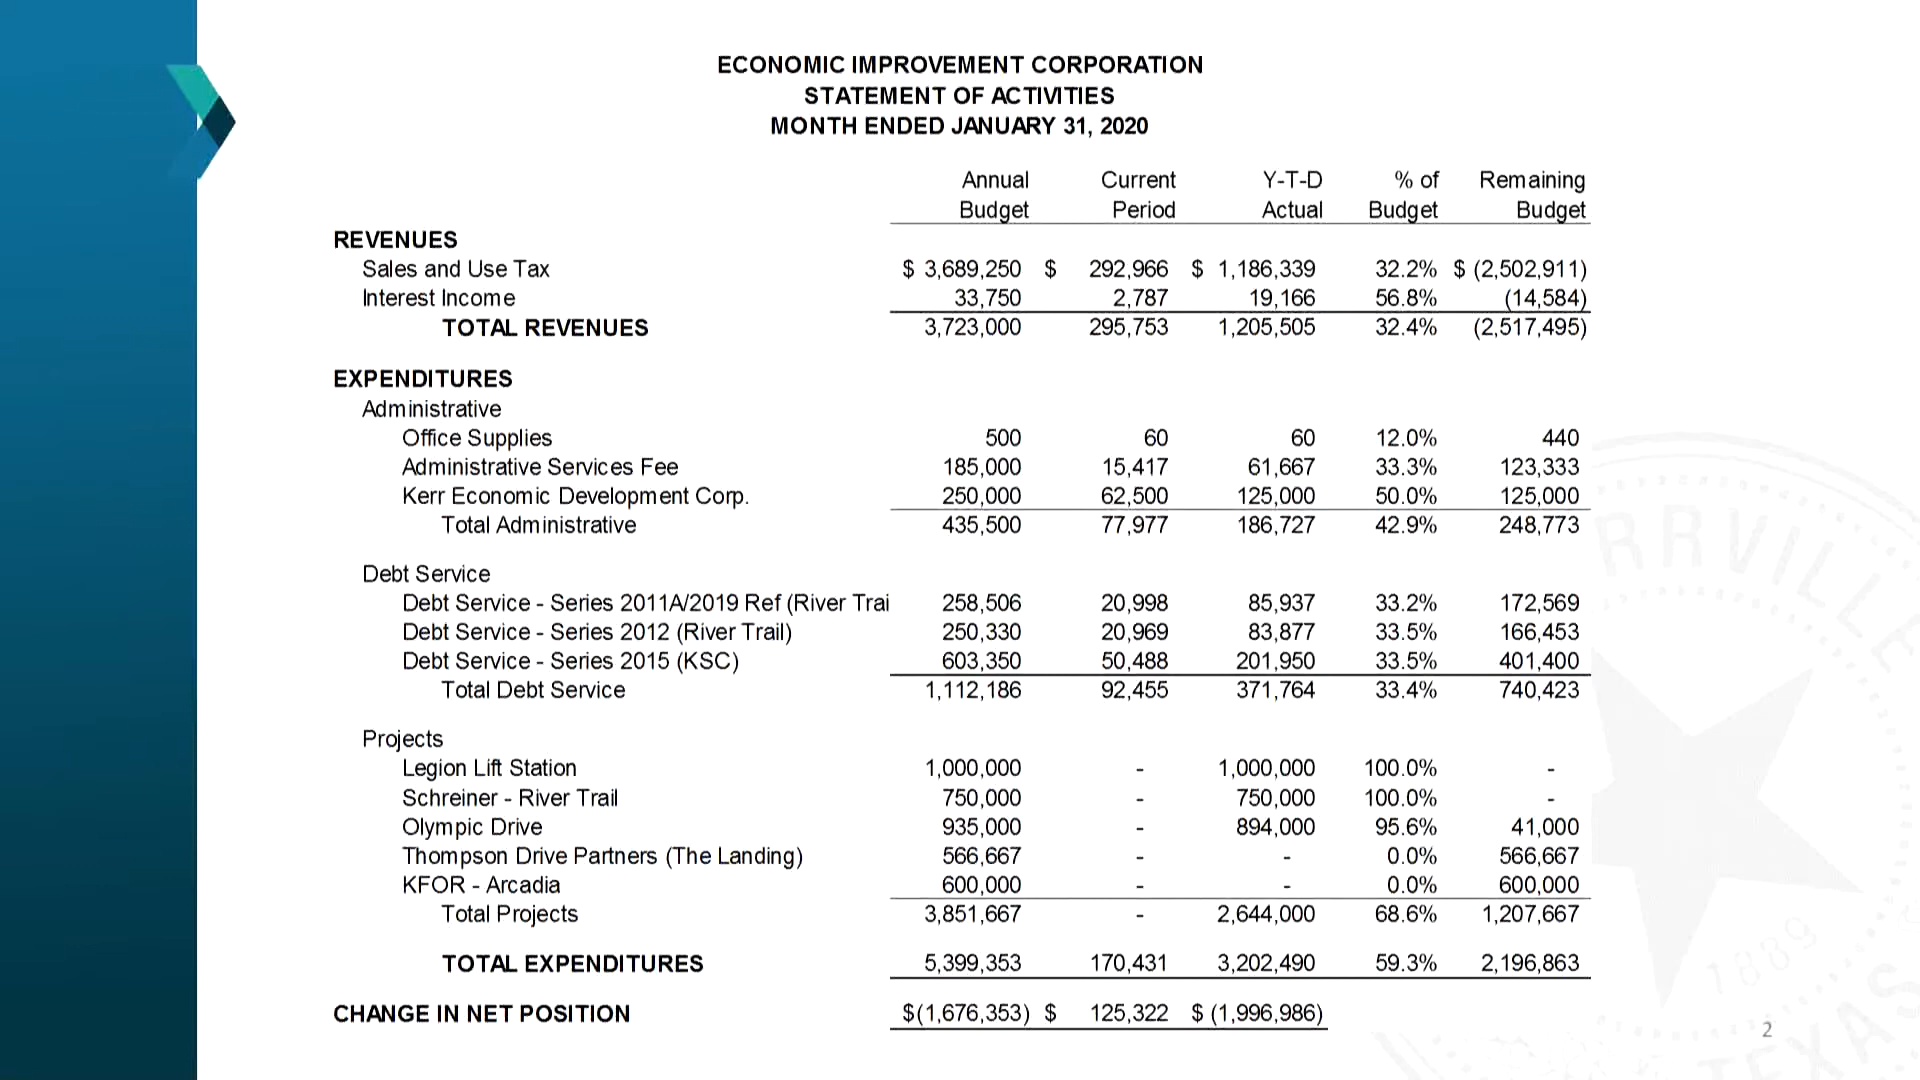 ECONOMIC IMPROVEMENT CORPORATION
STATEMENT OF ACTIVITIES
MONTH ENDED JANUARY 31, 2020
Annual Current Y-T-D % of Remaining
Budget Period Actual Budget Budget
REVENUES
Sales and Use Tax $ 3,689,250 $ 292,966 $ 1,186,339 32.2% $ (2,502,911)
Interest Income 33,750 2,787 19,166 56.8% (14,584)
TOTAL REVENUES 3,723,000 295,753 1,205,505 32.4% (2,517,495)
EXPENDITURES
Administrative
Office Supplies 500 60 60 12.0% 440
Administrative Services Fee 185,000 15,417 61,667 33.3% 123,333
Kerr Economic Development Corp. 250,000 62,500 125,000 50.0% 125,000
Total Administrative 435,500 77,977 186,727 42.9% 248,773
Debt Service
Debt Service - Series 2011A/2019 Ref (River Trai 258,506 20,998 85,937 33.2% 172,569
Debt Service - Series 2012 (River Trail) 250,330 20,969 83,877 33.5% 166,453
Debt Service - Series 2015 (KSC) 603,350 50,488 201,950 33.5% 401,400
Total Debt Service 1,112,186 92,455 371,764 33.4% 740,423
Projects
Legion Lift Station 1,000,000 - 1,000,000 100.0% -
Schreiner - River Trail 750,000 - 750,000 100.0% -
Olympic Drive 935,000 - 894,000 95.6% 41,000
Thompson Drive Partners (The Landing) 566,667 - - 0.0% 566,667
KFOR - Arcadia 600,000 - - 0.0% 600,000
Total Projects 3,851,667 - 2,644,000 68.6% 1,207,667
TOTAL EXPENDITURES 5,399,353 170,431 3,202,490 59.3% 2,196,863
CHANGE IN NET POSITION $(1,676,353) $ 125,322 $ (1,996,986)
RRVILLE
1889
TEXAS
2